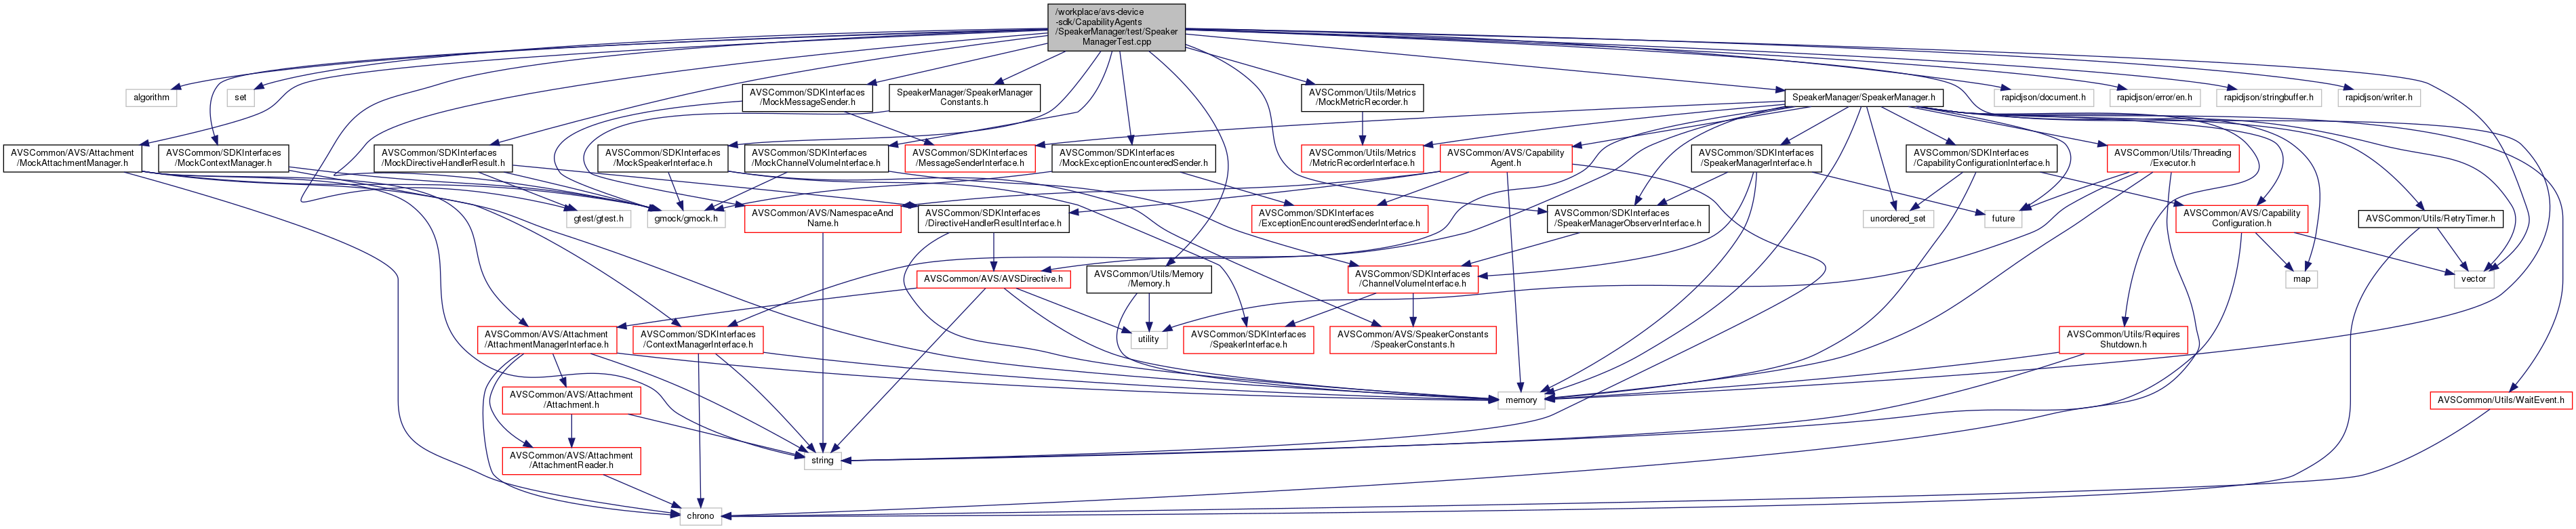 /workplace/avs-device
-sdk/CapabilityAgents
/SpeakerManager/test/Speaker
ManagerTest.cpp
algorithm
set
AVSCommon/SDKInterfaces
/MockMessageSender.h
SpeakerManager/SpeakerManager
Constants.h
AVSCommon/Utils/Metrics
/MockMetricRecorder.h
SpeakerManager/SpeakerManager.h
rapidjson/document.h
rapidjson/error/en.h
rapidjson/stringbuffer.h
rapidjson/writer.h
AVSCommon/AVS/Attachment
/MockAttachmentManager.h
AVSCommon/SDKInterfaces
/MockContextManager.h
AVSCommon/SDKInterfaces
/MockDirectiveHandlerResult.h
AVSCommon/SDKInterfaces
/MockSpeakerInterface.h
AVSCommon/SDKInterfaces
/MockChannelVolumeInterface.h
AVSCommon/SDKInterfaces
/MessageSenderInterface.h
AVSCommon/SDKInterfaces
/MockExceptionEncounteredSender.h
AVSCommon/Utils/Metrics
/MetricRecorderInterface.h
AVSCommon/AVS/Capability
Agent.h
AVSCommon/SDKInterfaces
/SpeakerManagerInterface.h
AVSCommon/SDKInterfaces
/CapabilityConfigurationInterface.h
AVSCommon/Utils/Threading
/Executor.h
gtest/gtest.h
gmock/gmock.h
AVSCommon/AVS/NamespaceAnd
Name.h
AVSCommon/SDKInterfaces
/DirectiveHandlerResultInterface.h
AVSCommon/SDKInterfaces
/ExceptionEncounteredSenderInterface.h
AVSCommon/SDKInterfaces
/SpeakerManagerObserverInterface.h
unordered_set
future
AVSCommon/AVS/Capability
Configuration.h
AVSCommon/Utils/RetryTimer.h
AVSCommon/AVS/AVSDirective.h
AVSCommon/Utils/Memory
/Memory.h
AVSCommon/SDKInterfaces
/ChannelVolumeInterface.h
map
vector
AVSCommon/AVS/Attachment
/AttachmentManagerInterface.h
AVSCommon/SDKInterfaces
/ContextManagerInterface.h
utility
AVSCommon/SDKInterfaces
/SpeakerInterface.h
AVSCommon/AVS/SpeakerConstants
/SpeakerConstants.h
AVSCommon/Utils/Requires
Shutdown.h
AVSCommon/AVS/Attachment
/Attachment.h
memory
AVSCommon/Utils/WaitEvent.h
AVSCommon/AVS/Attachment
/AttachmentReader.h
string
chrono